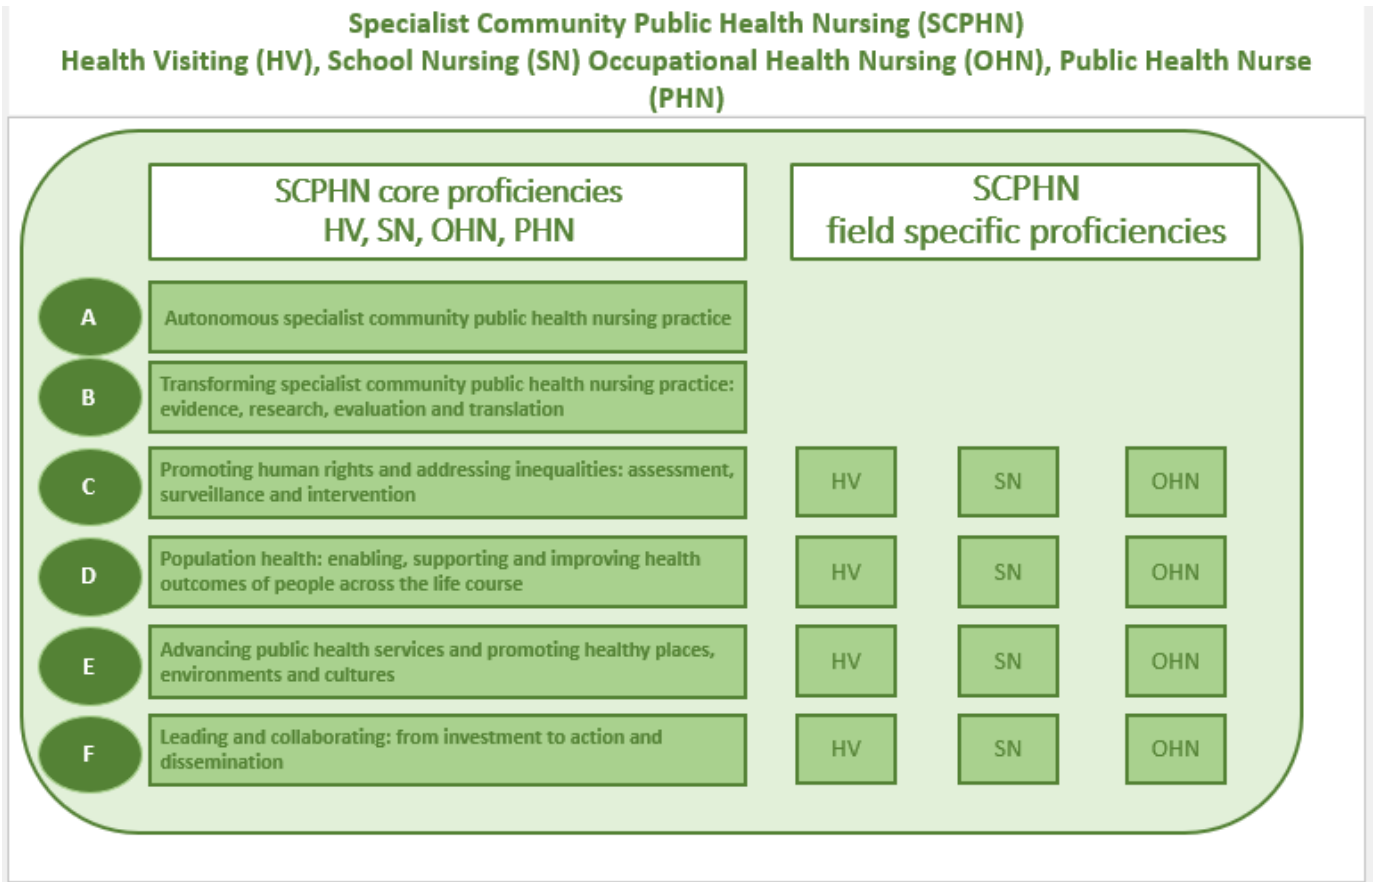 Specialist Community Public Health Nursing (SCPHN)
Health Visiting (HV), School Nursing (SN) Occupational Health Nursing (OHN), Public Health Nurse
(PHN)
SCPHN core proficiencies
HV, SN, OHN, PHN
SCPHN
field specific proficiencies
A
Autonomous specialist community public health nursing practice
B
Transforming specialist community public health nursing practice:
evidence, research, evaluation and translation
C
Promoting human rights and addressing inequalities: assessment,
surveillance and intervention
HV
SN
OHN
D
Population health: enabling, supporting and improving health
outcomes of people across the life course
HV
SN
OHN
E
Advancing public health services and promoting healthy places,
environments and cultures
HV
SN
OHN
F
Leading and collaborating: from investment to action and
dissemination
HV
SN
OHN